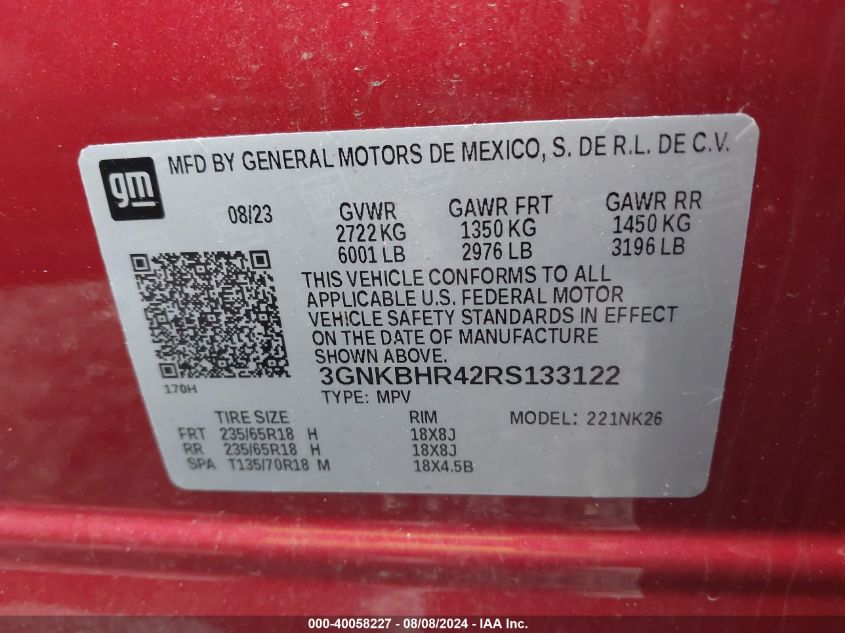 gm
MFD BY GENERAL MOTORS DE MEXICO, S. DE R.L. DE C.V.
08/23 GVWR GAWR FRT GAWR RR
2722 KG 1350 KG 1450 KG
6001 LB 2976 LB 3196 LB
THIS VEHICLE CONFORMS TO ALL
APPLICABLE U.S. FEDERAL MOTOR
VEHICLE SAFETY STANDARDS IN EFFECT
ON THE DATE OF MANUFACTURE
SHOWN ABOVE.
170H
3GNKBHR42RS133122
TYPE: MPV
TIRE SIZE RIM MODEL: 221NK26
FRT 235/65R18 H 18X8J
RR 235/65R18 H 18X8J
SPA T135/70R18 M 18X4.5B
000-40058227 - 08/08/2024 - IAA Inc.